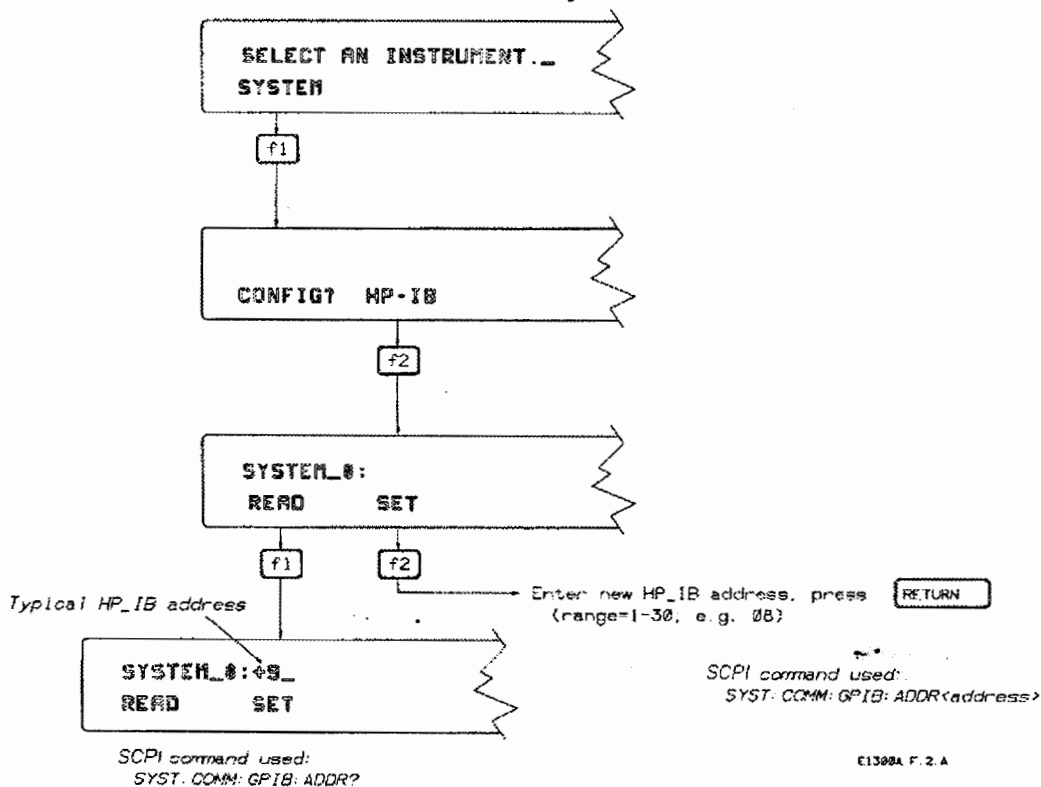 SELECT AN INSTRUMENT._
SYSTEM
f1
CONFIG? HP-IB
f2
SYSTEM_0:
READ SET
f1 f2
Typical HP_IB address
Enter new HP_IB address, press RETURN
(range=1-30; e.g. 08)
SYSTEM_0:+9_
READ SET
SCPI command used:
SYST:COMM:GPIB:ADDR<address>
SCPI command used:
SYST:COMM:GPIB:ADDR?
E1300A F.2.A